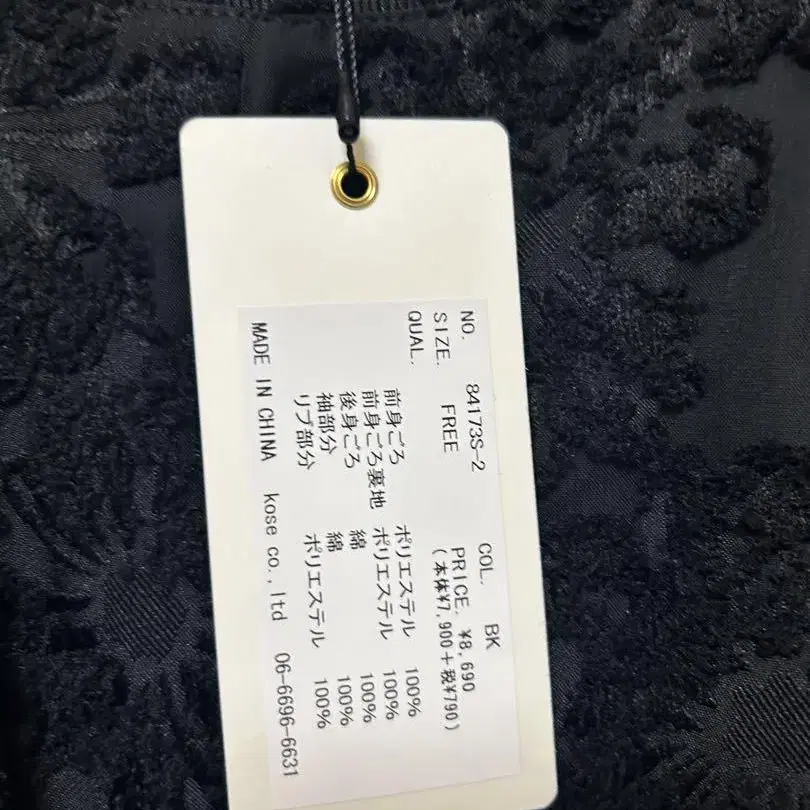 NO. 84173S-2 COL. BK
SIZE. FREE PRICE. ¥8,690
QUAL. (本体¥7,900+税¥790)
前身ごろ ポリエステル 100%
前身ごろ裏地 ポリエステル 100%
後身ごろ 綿 100%
袖部分 綿 100%
リブ部分 ポリエステル 100%
MADE IN CHINA kose co.,ltd 06-6696-6631